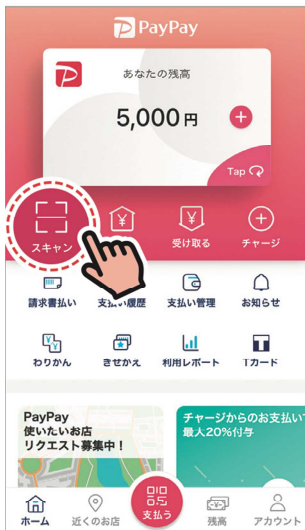 PayPay
あなたの残高
5,000円
Tap
スキャン
受け取る
チャージ
請求書払い
支払い履歴
支払い管理
お知らせ
わりかん
きせかえ
利用レポート
Tカード
PayPay
使いたいお店
リクエスト募集中！
チャージからのお支払いで
最大20%付与
ホーム
近くのお店
支払う
残高
アカウント